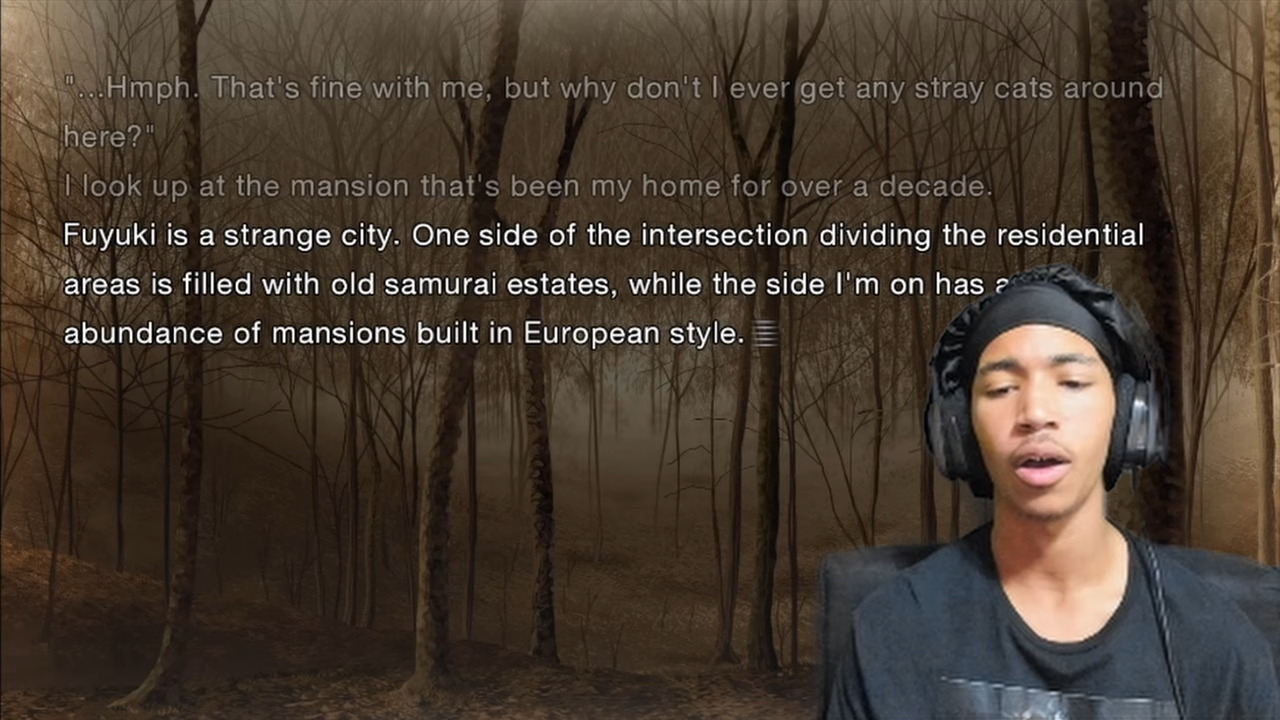 "...Hmph. That's fine with me, but why don't I ever get any stray cats around
here?"
I look up at the mansion that's been my home for over a decade.
Fuyuki is a strange city. One side of the intersection dividing the residential
areas is filled with old samurai estates, while the side I'm on has
abundance of mansions built in European style.